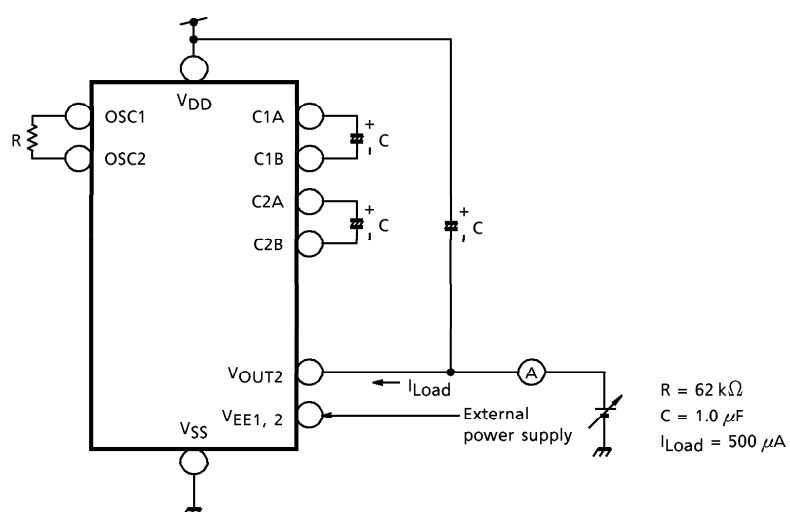 VDD
OSC1
C1A
+
R
C
OSC2
C1B
-
C2A
+
C
-
C2B
+
C
-
VOUT2
ILoad
A
VEE1, 2
External
power supply
VSS
R = 62 kΩ
C = 1.0 μF
ILoad = 500 μA